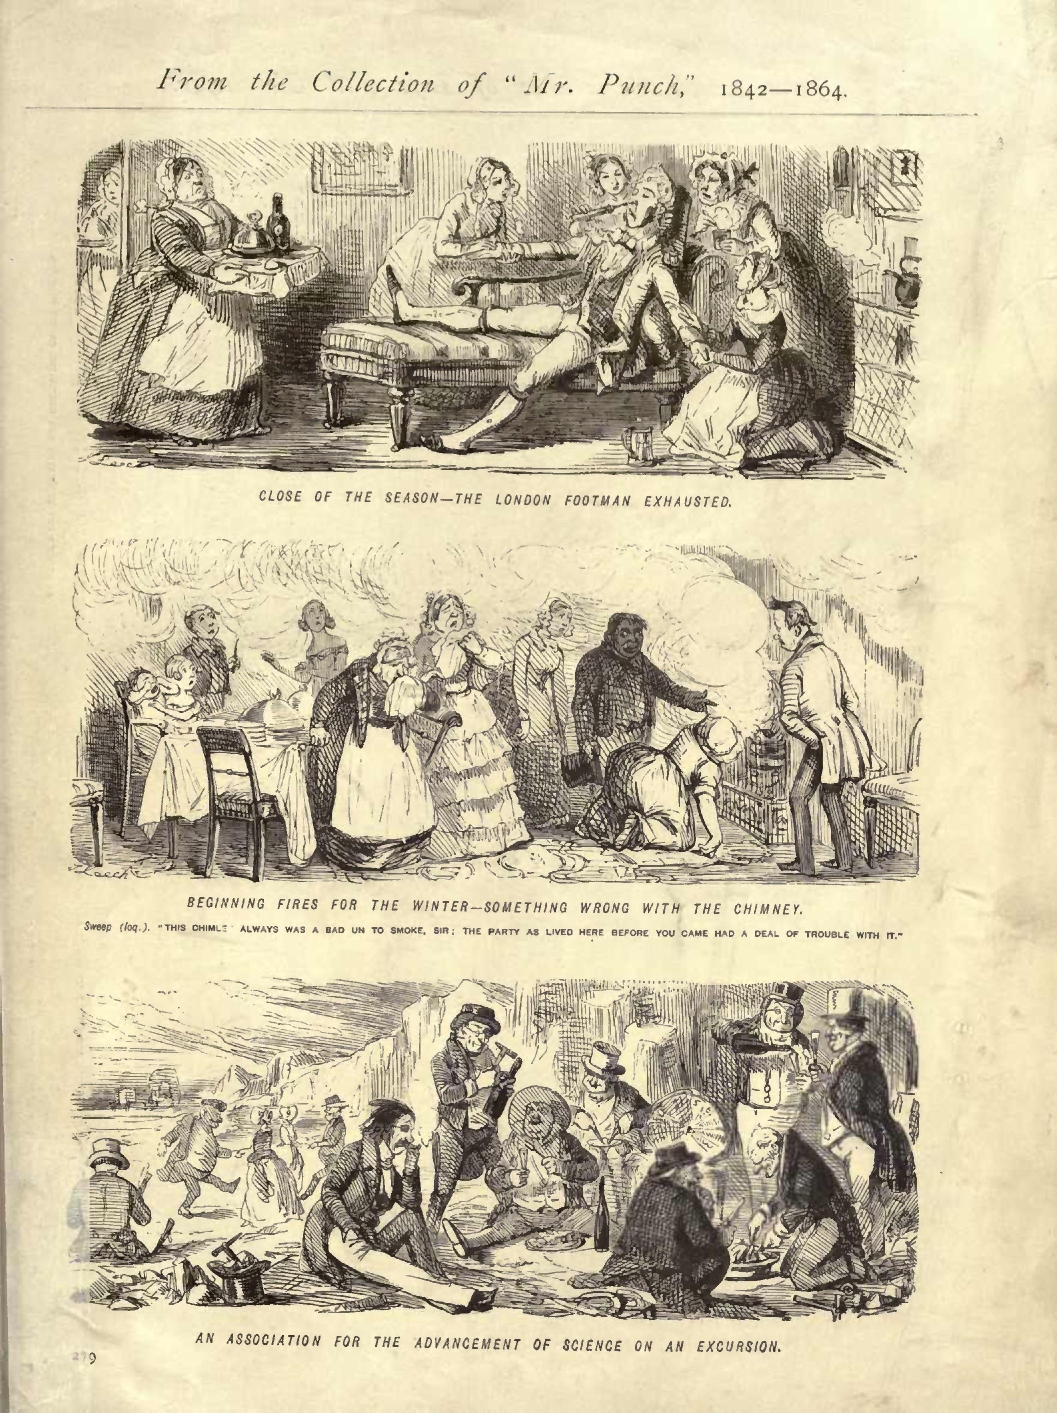 From the Collection of "Mr. Punch," 1842—1864.
Leech
CLOSE OF THE SEASON—THE LONDON FOOTMAN EXHAUSTED.
Leech
BEGINNING FIRES FOR THE WINTER—SOMETHING WRONG WITH THE CHIMNEY.
Sweep (loq.). "THIS ALWAYS WAS A BAD UN TO SMOKE, SIR; THE PARTY AS LIVED HERE BEFORE YOU CAME HAD A DEAL OF TROUBLE WITH IT."
AN ASSOCIATION FOR THE ADVANCEMENT OF SCIENCE ON AN EXCURSION.